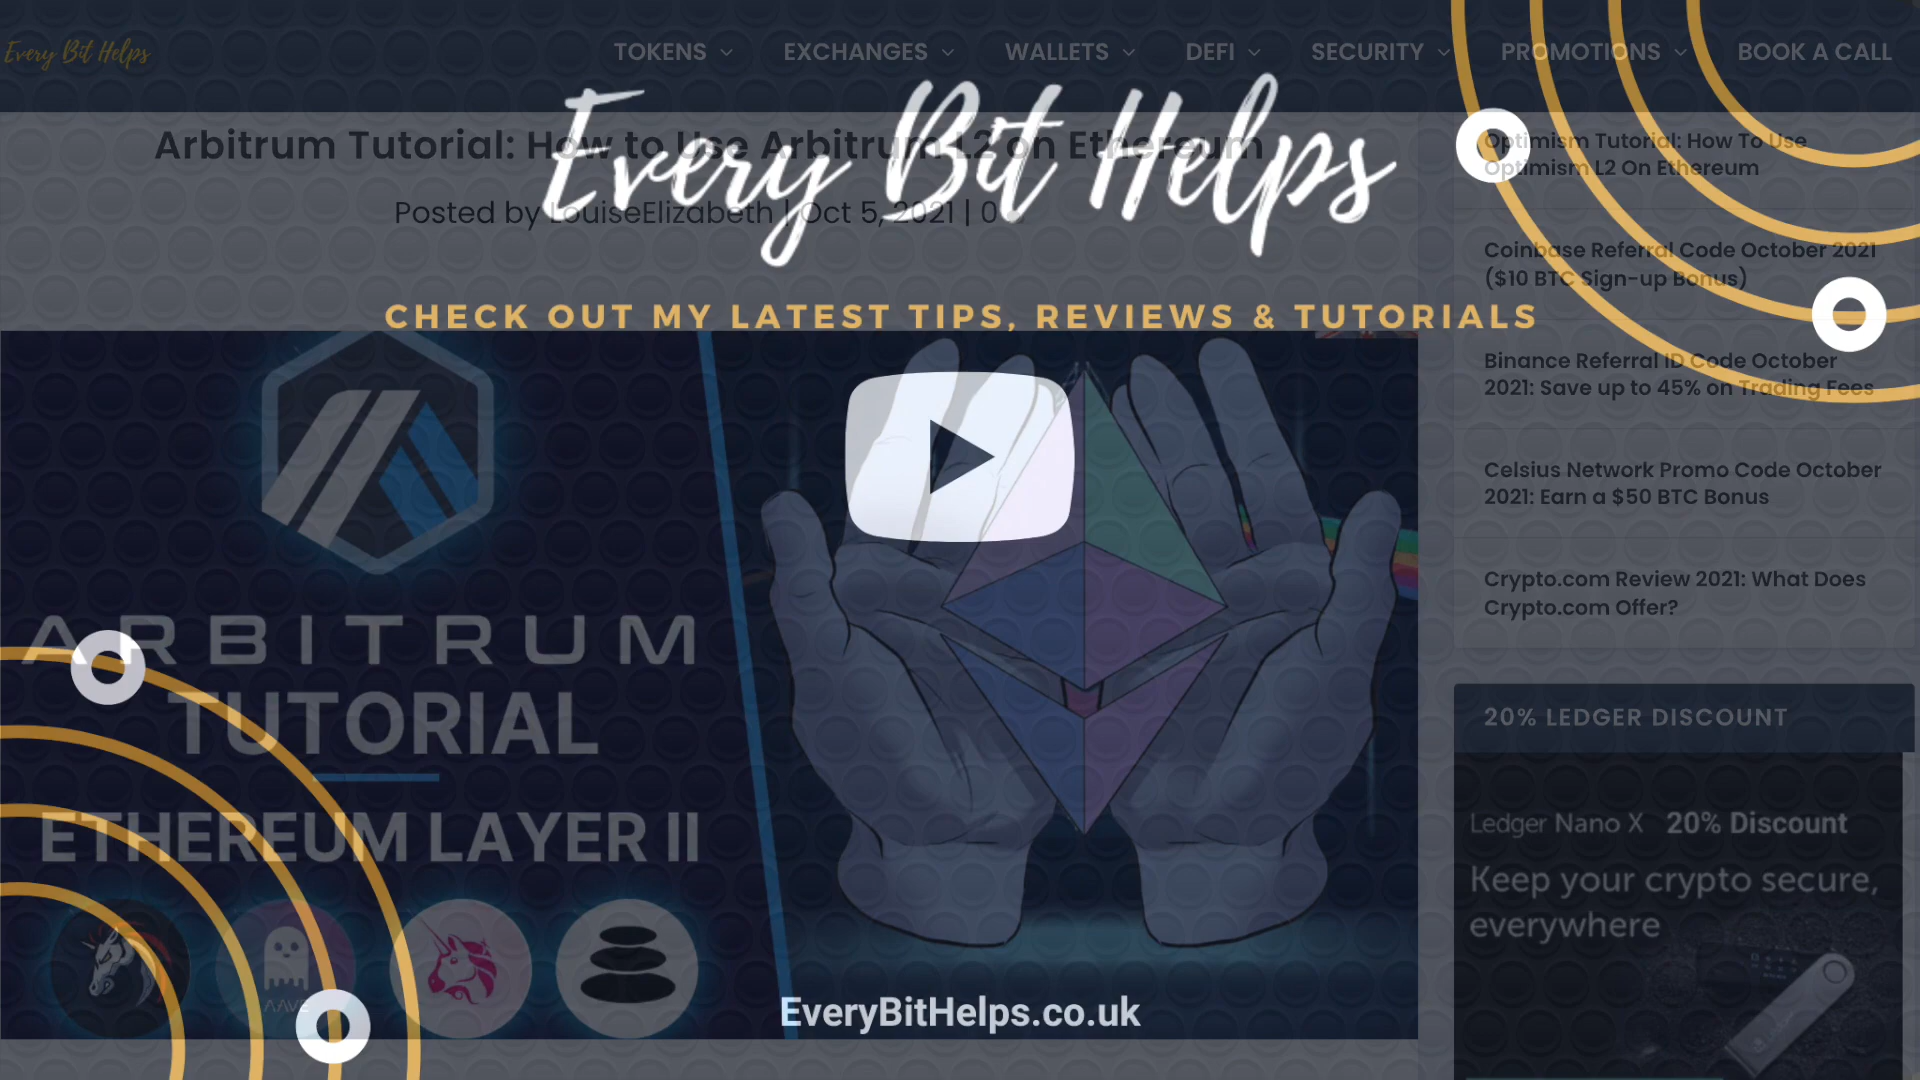 Every Bit Helps
TOKENS
EXCHANGES
WALLETS
DEFI
SECURITY
PROMOTIONS
BOOK A CALL
Every Bit Helps
Arbitrum Tutorial: How to Use Arbitrum L2 on Ethereum
Posted by LouiseElizabeth | Oct 5, 2021 | 0
CHECK OUT MY LATEST TIPS, REVIEWS & TUTORIALS
ARBITRUM
TUTORIAL
ETHEREUM LAYER II
AAVE
EveryBitHelps.co.uk
Optimism Tutorial: How To Use
Optimism L2 On Ethereum
Coinbase Referral Code October 2021
($10 BTC Sign-up Bonus)
Binance Referral ID Code October
2021: Save up to 45% on Trading Fees
Celsius Network Promo Code October
2021: Earn a $50 BTC Bonus
Crypto.com Review 2021: What Does
Crypto.com Offer?
20% LEDGER DISCOUNT
Ledger Nano X 20% Discount
Keep your crypto secure,
everywhere